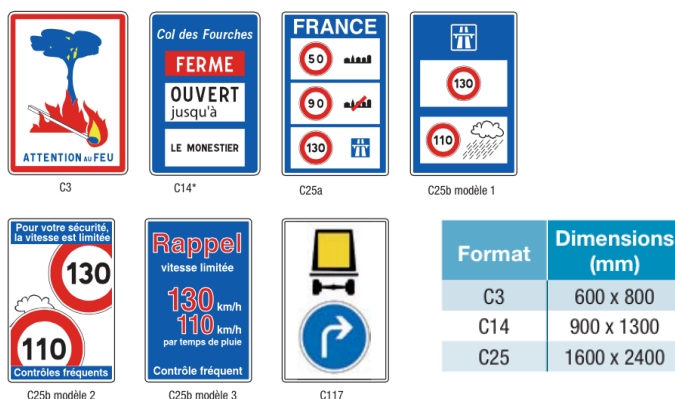 ATTENTION AU FEU
C3
Col des Fourches
FERME
OUVERT
jusqu'à
LE MONESTIER
C14*
FRANCE
50
90
130
C25a
130
110
C25b modèle 1
Pour votre sécurité,
la vitesse est limitée
130
110
Contrôles fréquents
C25b modèle 2
Rappel
vitesse limitée
130 km/h
110 km/h
par temps de pluie
Contrôle fréquent
C25b modèle 3
C117
Format Dimensions
(mm)
C3 600 x 800
C14 900 x 1300
C25 1600 x 2400